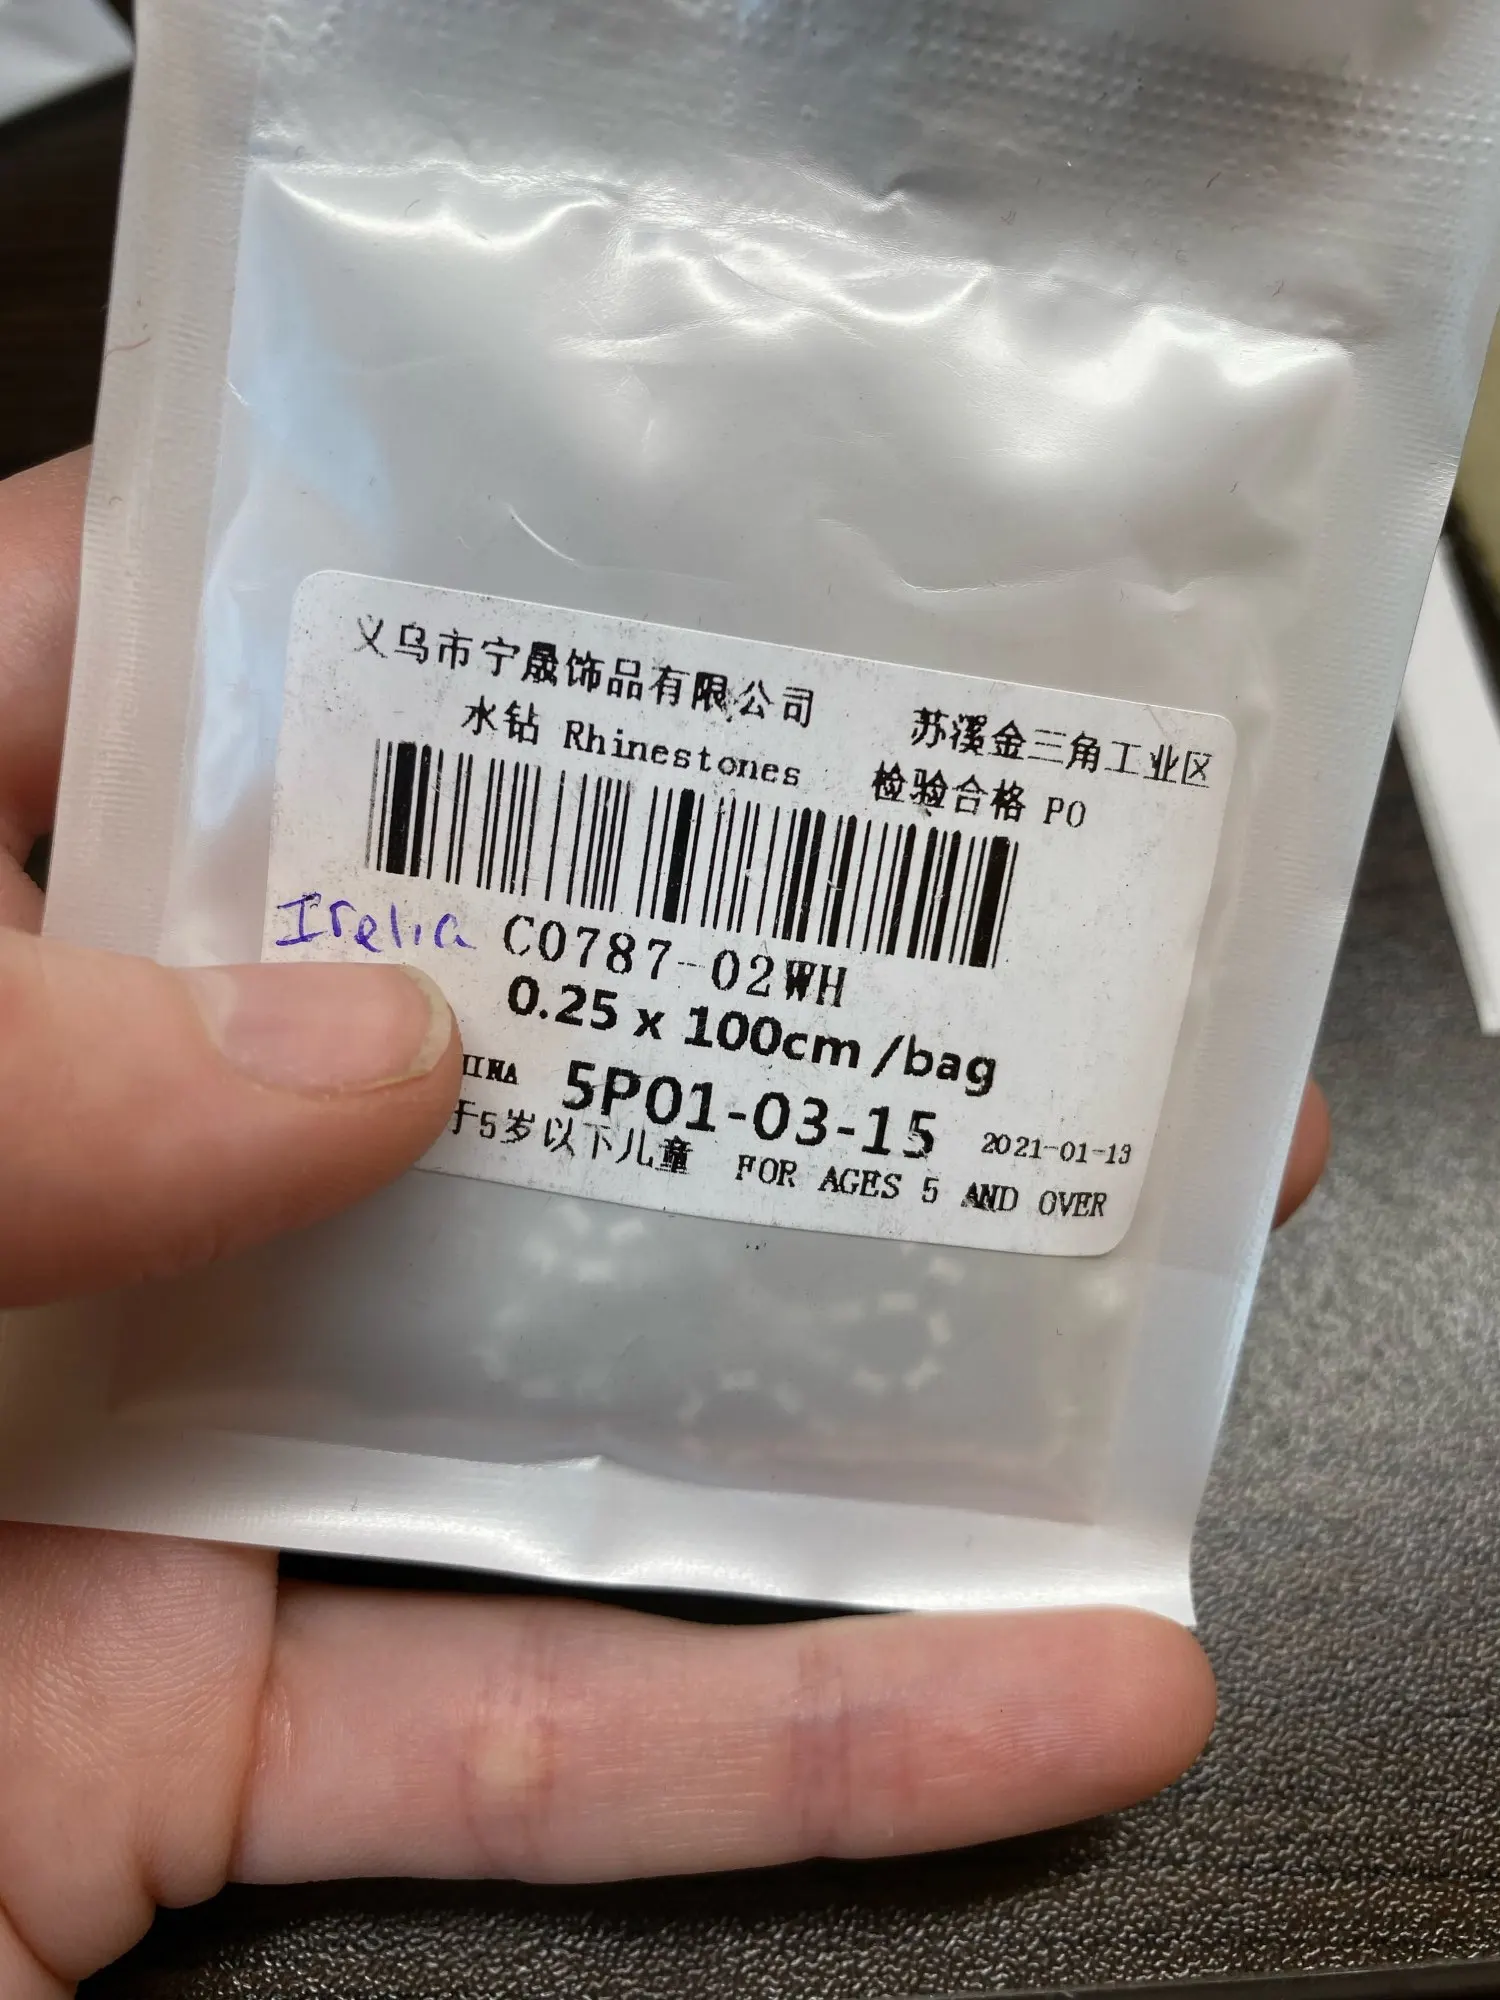 义乌市宁晟饰品有限公司 苏溪金三角工业区
水钻 Rhinestones 检验合格 PO
Irelia C0787-02WH
0.25 x 100cm /bag
5P01-03-15 2021-01-13
于5岁以下儿童 FOR AGES 5 AND OVER